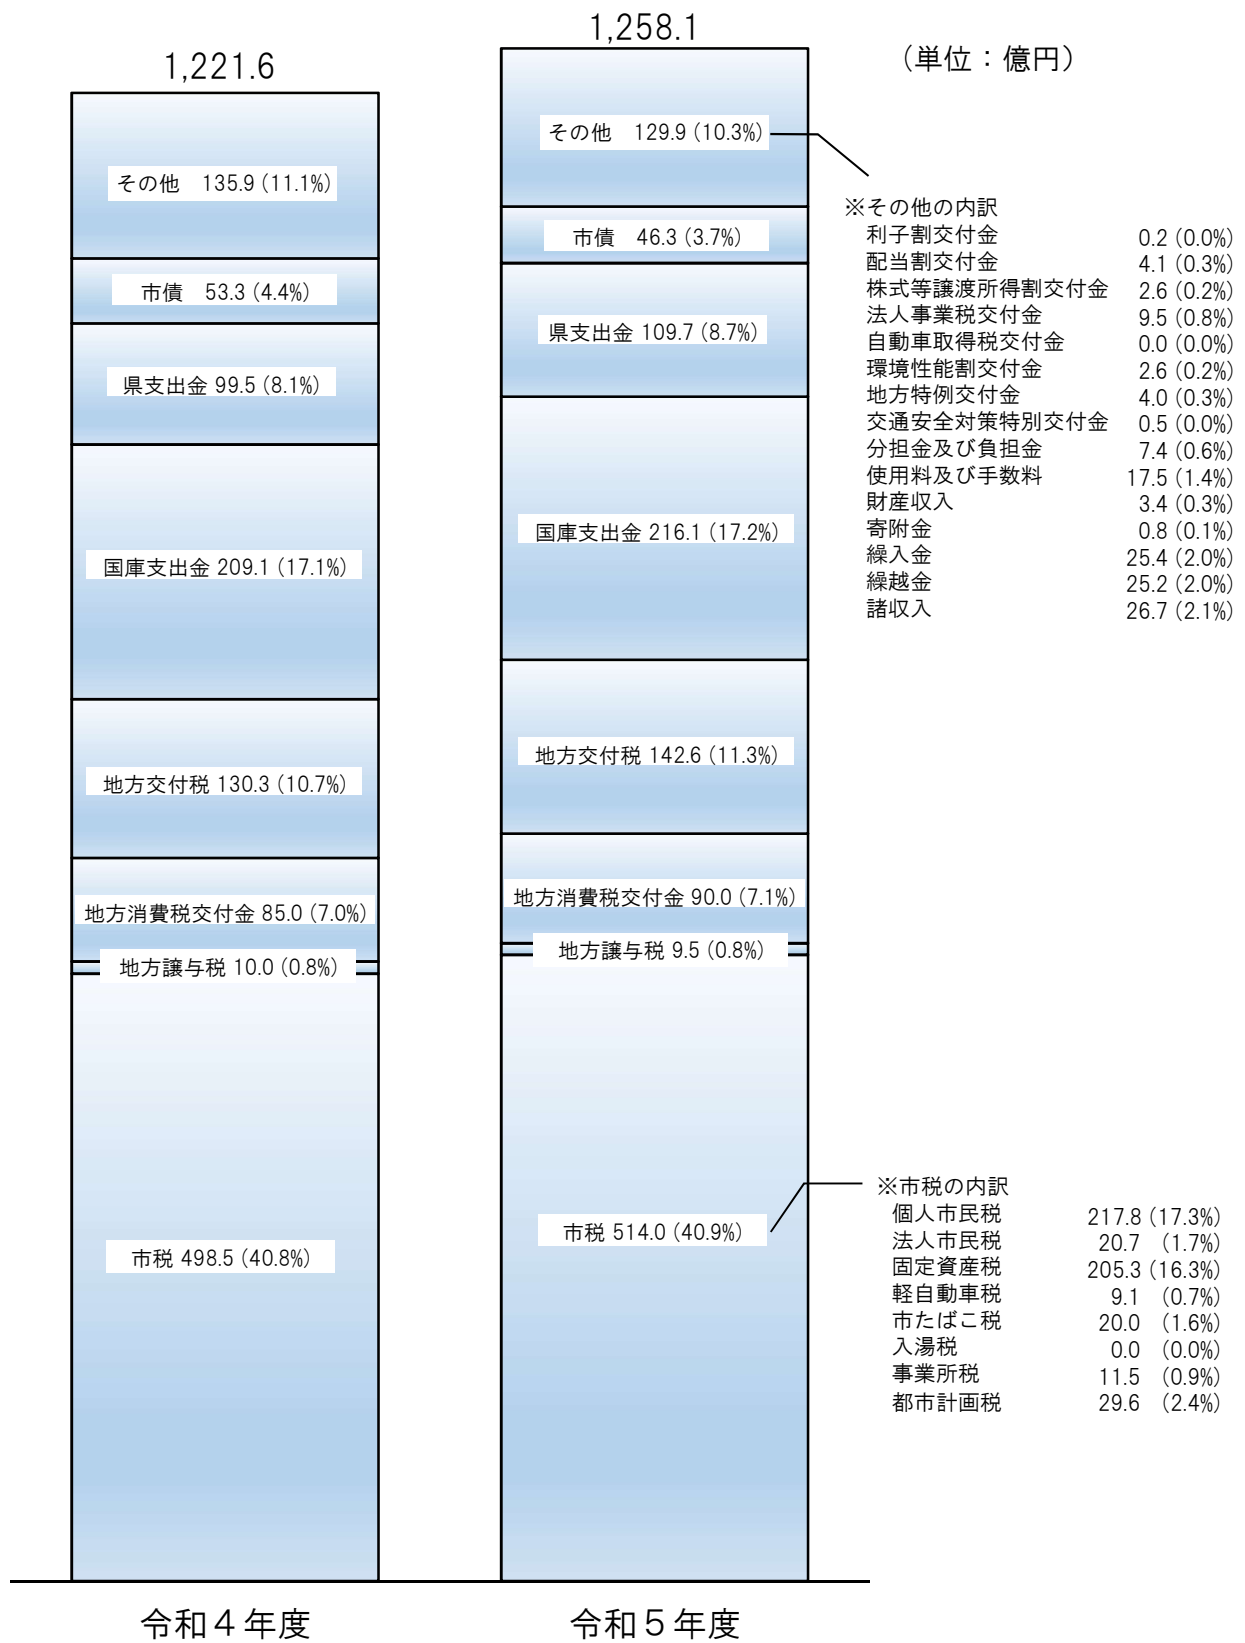 1,221.6
その他　135.9 (11.1%)
市債　53.3 (4.4%)
県支出金 99.5 (8.1%)
国庫支出金 209.1 (17.1%)
地方交付税 130.3 (10.7%)
地方消費税交付金 85.0 (7.0%)
地方譲与税 10.0 (0.8%)
市税 498.5 (40.8%)
令和４年度
1,258.1
その他　129.9 (10.3%)
市債　46.3 (3.7%)
県支出金 109.7 (8.7%)
国庫支出金 216.1 (17.2%)
地方交付税 142.6 (11.3%)
地方消費税交付金 90.0 (7.1%)
地方譲与税 9.5 (0.8%)
市税 514.0 (40.9%)
令和５年度
（単位：億円）
※その他の内訳
利子割交付金 0.2 (0.0%)
配当割交付金 4.1 (0.3%)
株式等譲渡所得割交付金 2.6 (0.2%)
法人事業税交付金 9.5 (0.8%)
自動車取得税交付金 0.0 (0.0%)
環境性能割交付金 2.6 (0.2%)
地方特例交付金 4.0 (0.3%)
交通安全対策特別交付金 0.5 (0.0%)
分担金及び負担金 7.4 (0.6%)
使用料及び手数料 17.5 (1.4%)
財産収入 3.4 (0.3%)
寄附金 0.8 (0.1%)
繰入金 25.4 (2.0%)
繰越金 25.2 (2.0%)
諸収入 26.7 (2.1%)
※市税の内訳
個人市民税 217.8 (17.3%)
法人市民税 20.7 (1.7%)
固定資産税 205.3 (16.3%)
軽自動車税 9.1 (0.7%)
市たばこ税 20.0 (1.6%)
入湯税 0.0 (0.0%)
事業所税 11.5 (0.9%)
都市計画税 29.6 (2.4%)